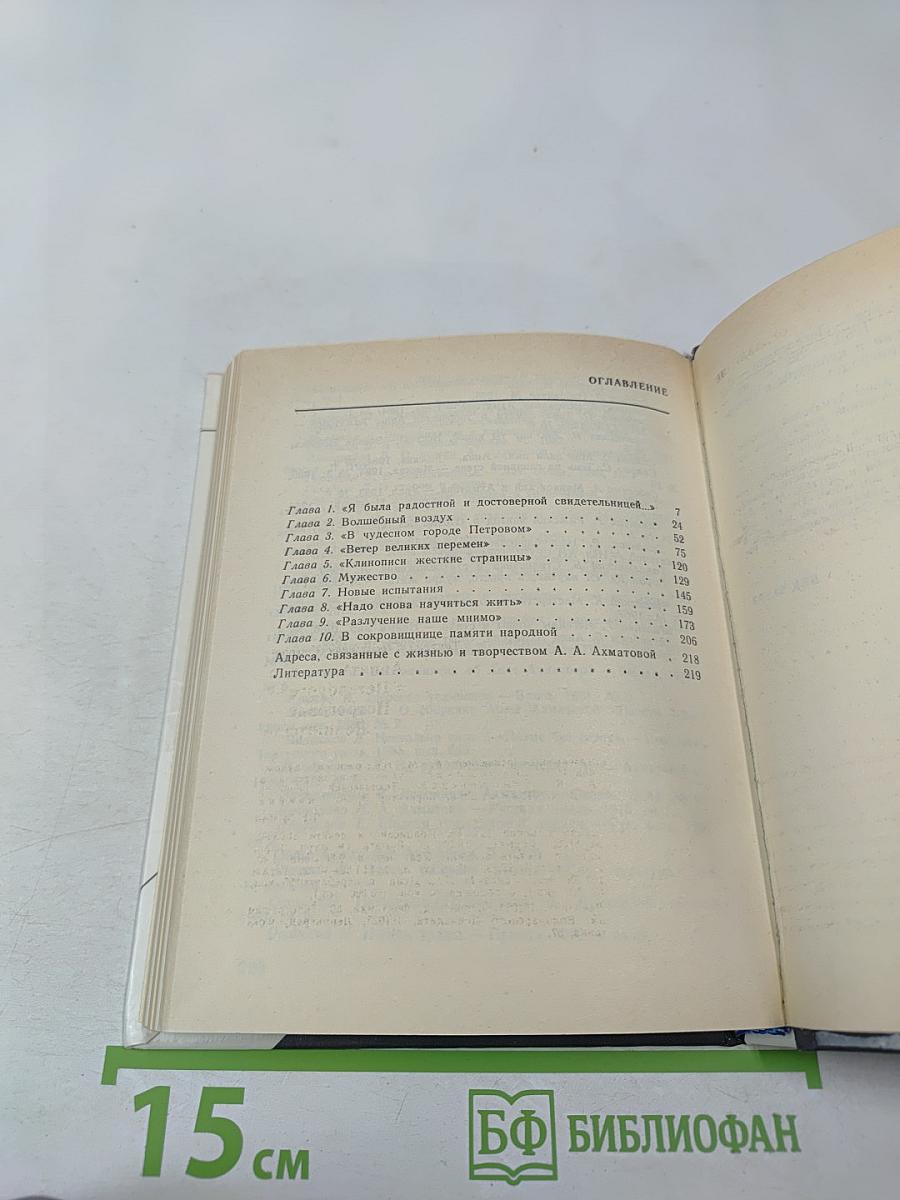 ОГЛАВЛЕНИЕ
Глава 1. «Я была радостной и достоверной свидетельницей...» 7
Глава 2. Волшебный воздух . . . . . . . . . . . . 24
Глава 3. «В чудесном городе Петровом» . . . . . . . . 52
Глава 4. «Ветер великих перемен» . . . . . . . . . . 75
Глава 5. «Клинописи жесткие страницы» . . . . . . . . 120
Глава 6. Мужество . . . . . . . . . . . . . . . 129
Глава 7. Новые испытания . . . . . . . . . . . . . 145
Глава 8. «Надо снова научиться жить» . . . . . . . . 159
Глава 9. «Разлучение наше мнимо» . . . . . . . . . . 173
Глава 10. В сокровищнице памяти народной . . . . . . . 206
Адреса, связанные с жизнью и творчеством А. А. Ахматовой . 218
Литература . . . . . . . . . . . . . . . . . . 219
15 см
БФ БИБЛИОФАН